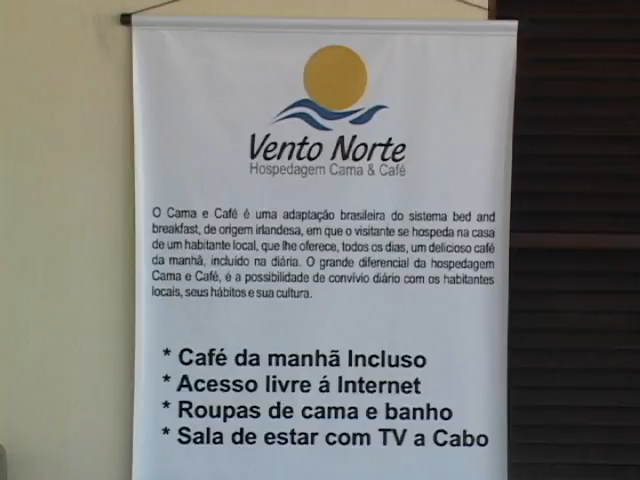 Vento Norte
Hospedagem Cama & Café
O Cama e Café é uma adaptação brasileira do sistema bed and
breakfast, de origem irlandesa, em que o visitante se hospeda na casa
de um habitante local, que lhe oferece, todos os dias, um delicioso café
da manhã, incluído na diária. O grande diferencial da hospedagem
Cama e Café, é a possibilidade de convívio diário com os habitantes
locais, seus hábitos e sua cultura.
* Café da manhã Incluso
* Acesso livre á Internet
* Roupas de cama e banho
* Sala de estar com TV a Cabo